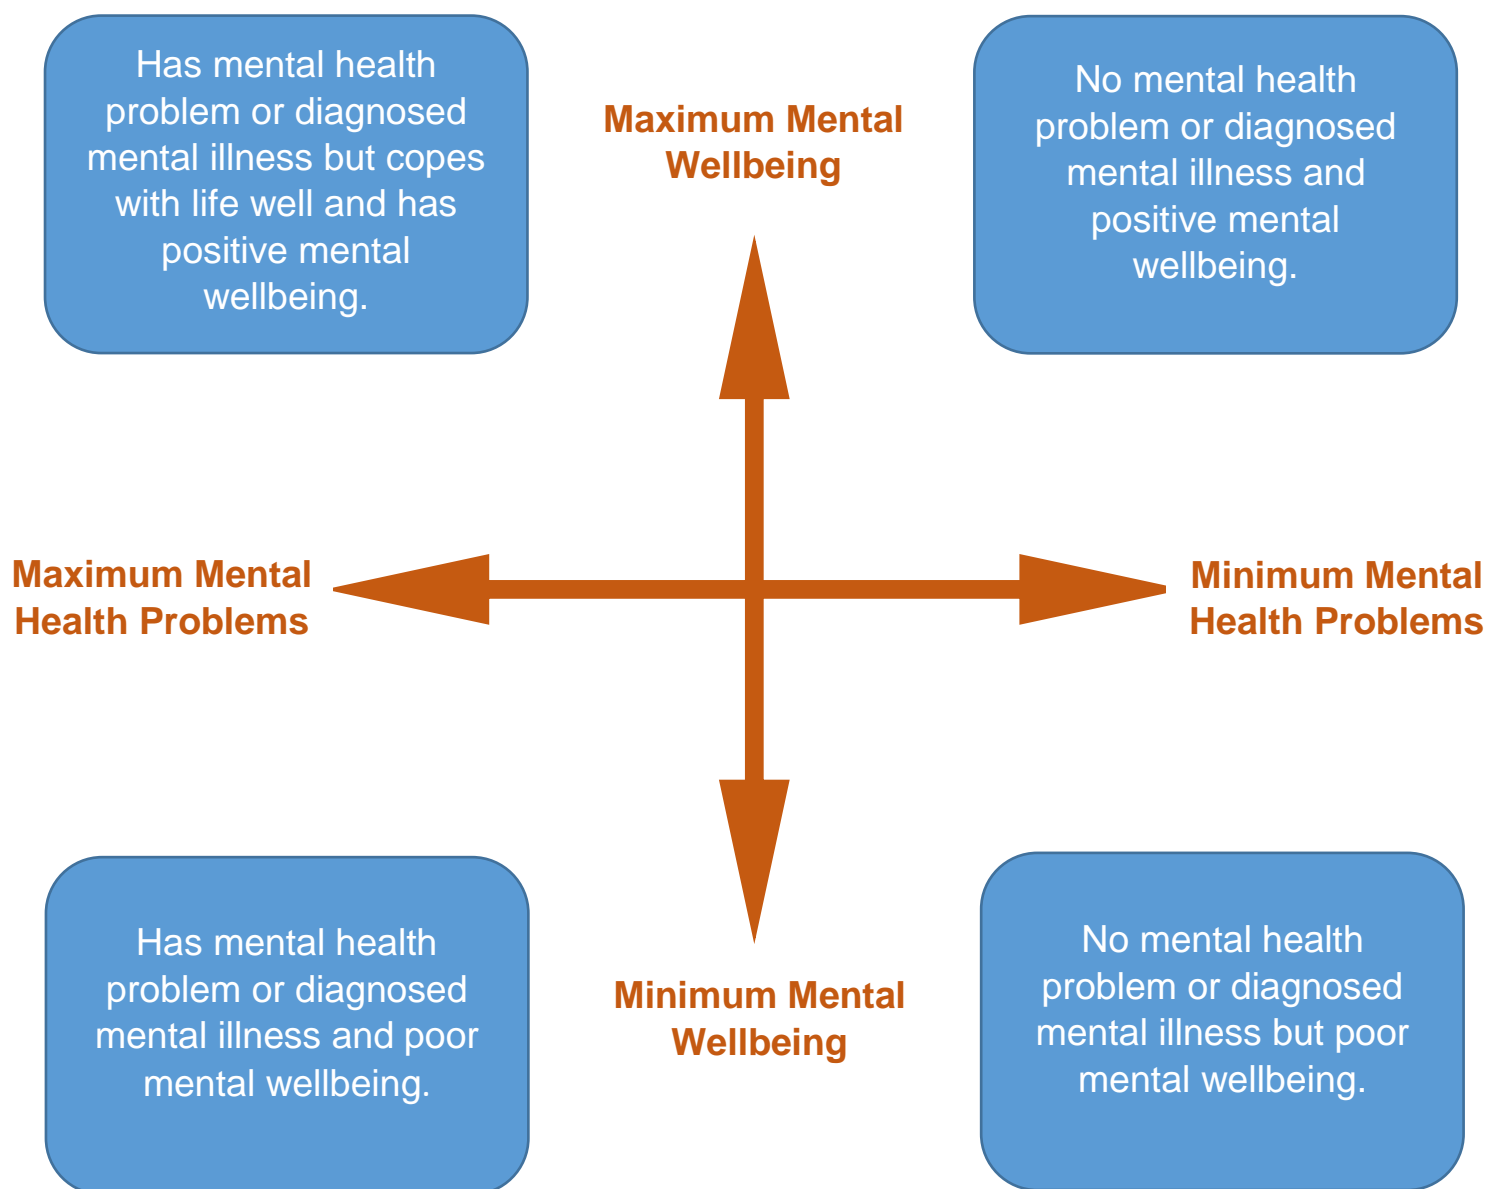 Has mental health
problem or diagnosed
mental illness but copes
with life well and has
positive mental
wellbeing.
Maximum Mental
Wellbeing
No mental health
problem or diagnosed
mental illness and
positive mental
wellbeing.
Maximum Mental
Health Problems
Minimum Mental
Health Problems
Has mental health
problem or diagnosed
mental illness and poor
mental wellbeing.
Minimum Mental
Wellbeing
No mental health
problem or diagnosed
mental illness but poor
mental wellbeing.